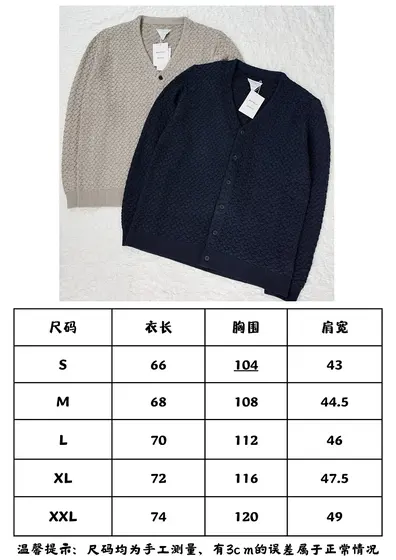 尺码 衣长 胸围 肩宽
S 66 104 43
M 68 108 44.5
L 70 112 46
XL 72 116 47.5
XXL 74 120 49
温馨提示：尺码均为手工测量、有3cm的误差属于正常情况